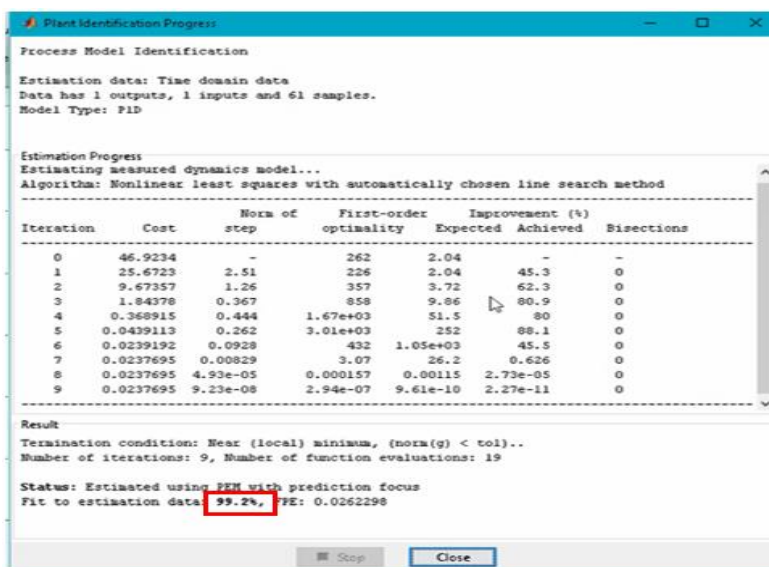 Plant Identification Progress
Process Model Identification
Estimation data: Time domain data
Data has 1 outputs, 1 inputs and 61 samples.
Model Type: P1D
Estimation Progress
Estimating measured dynamics model...
Algorithm: Nonlinear least squares with automatically chosen line search method
Norm of First-order Improvement (%)
Iteration Cost step optimality Expected Achieved Bisections
0 46.9234 - 262 2.04 - -
1 25.6723 2.51 226 2.04 45.3 0
2 9.67357 1.26 357 3.72 62.3 0
3 1.84378 0.367 858 9.86 80.9 0
4 0.368915 0.444 1.67e+03 51.5 80 0
5 0.0439113 0.262 3.01e+03 252 88.1 0
6 0.0239192 0.0928 432 1.05e+03 45.5 0
7 0.0237695 0.00829 3.07 26.2 0.626 0
8 0.0237695 4.93e-05 0.000157 0.00115 2.73e-05 0
9 0.0237695 9.23e-08 2.94e-07 9.61e-10 2.27e-11 0
Result
Termination condition: Near (local) minimum, (norm(g) < tol)..
Number of iterations: 9, Number of function evaluations: 19
Status: Estimated using PEM with prediction focus
Fit to estimation data: 99.2%, FPE: 0.0262298
Stop Close